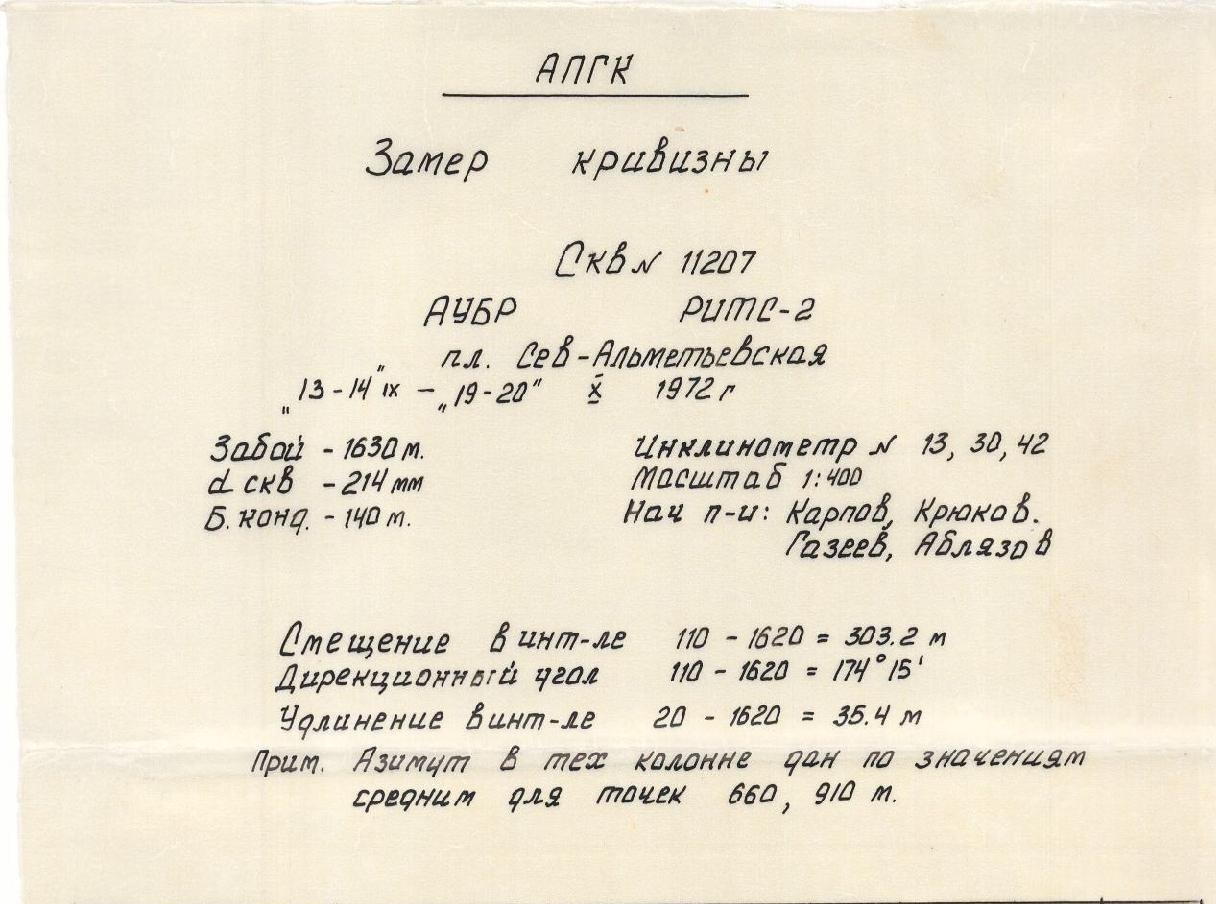 АПГК
Замер кривизны
Скв № 11207
АУБР РИТС-2
пл. Сев-Альметьевская
„13-14" IX - „19-20" X 1972 г
Забой - 1630 м. Инклинометр № 13, 30, 42
d скв - 214 мм Масштаб 1:400
Б. конд. - 140 м. Нач п-и: Карпов, Крюков.
Газеев, Аблязов
Смещение в инт-ле 110 - 1620 = 303.2 м
Дирекционный угол 110 - 1620 = 174° 15'
Удлинение в инт-ле 20 - 1620 = 35.4 м
Прим. Азимут в тех колонне дан по значениям
средним для точек 660, 910 м.